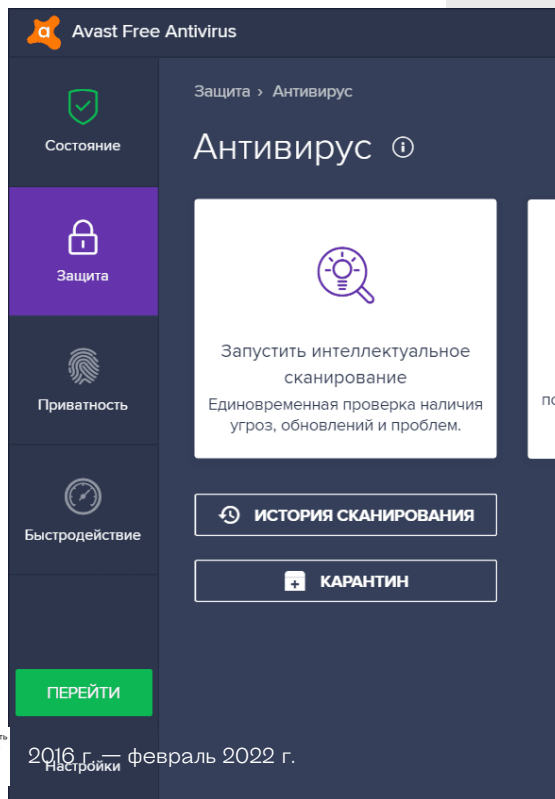 Avast Free Antivirus
Состояние
Защита
Приватность
Быстродействие
ПЕРЕЙТИ
Настройки
Защита › Антивирус
Антивирус
Запустить интеллектуальное
сканирование
Единовременная проверка наличия
угроз, обновлений и проблем.
ИСТОРИЯ СКАНИРОВАНИЯ
КАРАНТИН
2016 г. — февраль 2022 г.